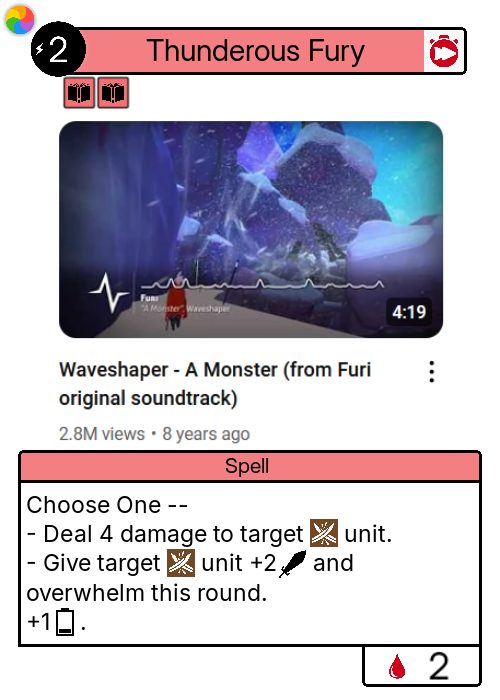 2 Thunderous Fury
Furi
"A Monster", Waveshaper
4:19
Waveshaper - A Monster (from Furi
original soundtrack)
2.8M views • 8 years ago
Spell
Choose One --
- Deal 4 damage to target unit.
- Give target unit +2 and
overwhelm this round.
+1 .
2